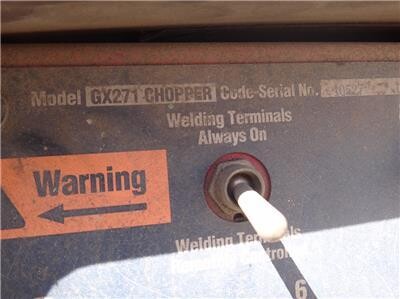 Model GX271 CHOPPER Code-Serial No.
Welding Terminals
Always On
Warning
Welding Terminals
6